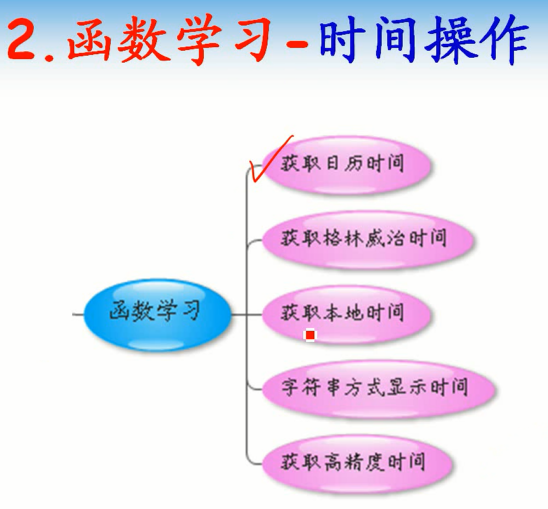 2.函数学习-时间操作
获取日历时间
获取格林威治时间
函数学习
获取本地时间
字符串方式显示时间
获取高精度时间